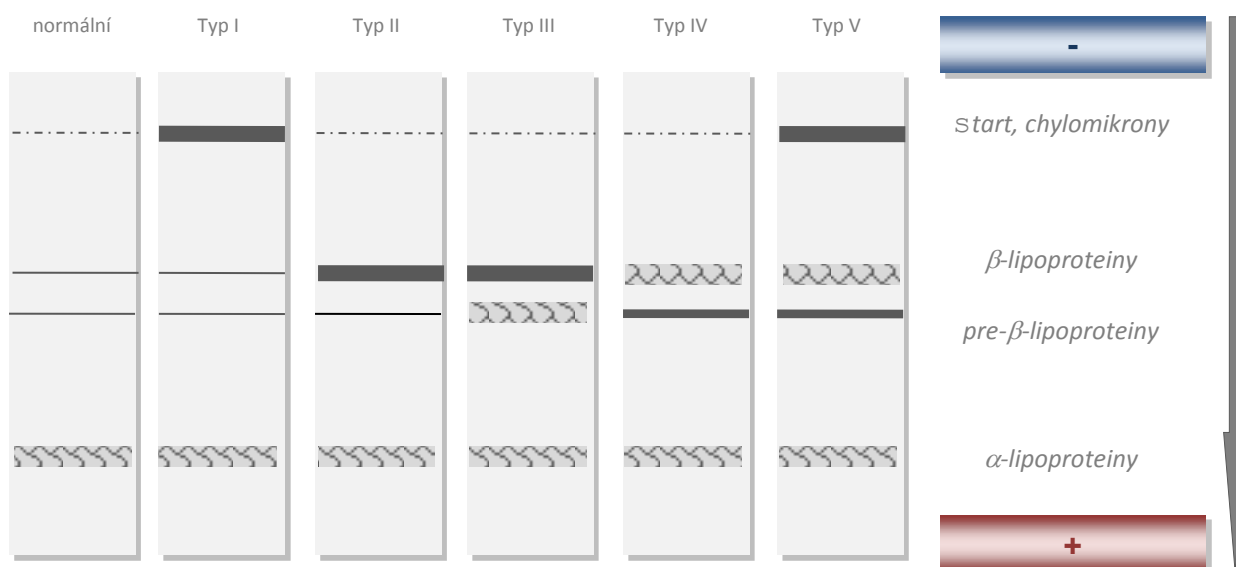 normální Typ I Typ II Typ III Typ IV Typ V -
start, chylomikrony
β-lipoproteiny
pre-β-lipoproteiny
α-lipoproteiny
+